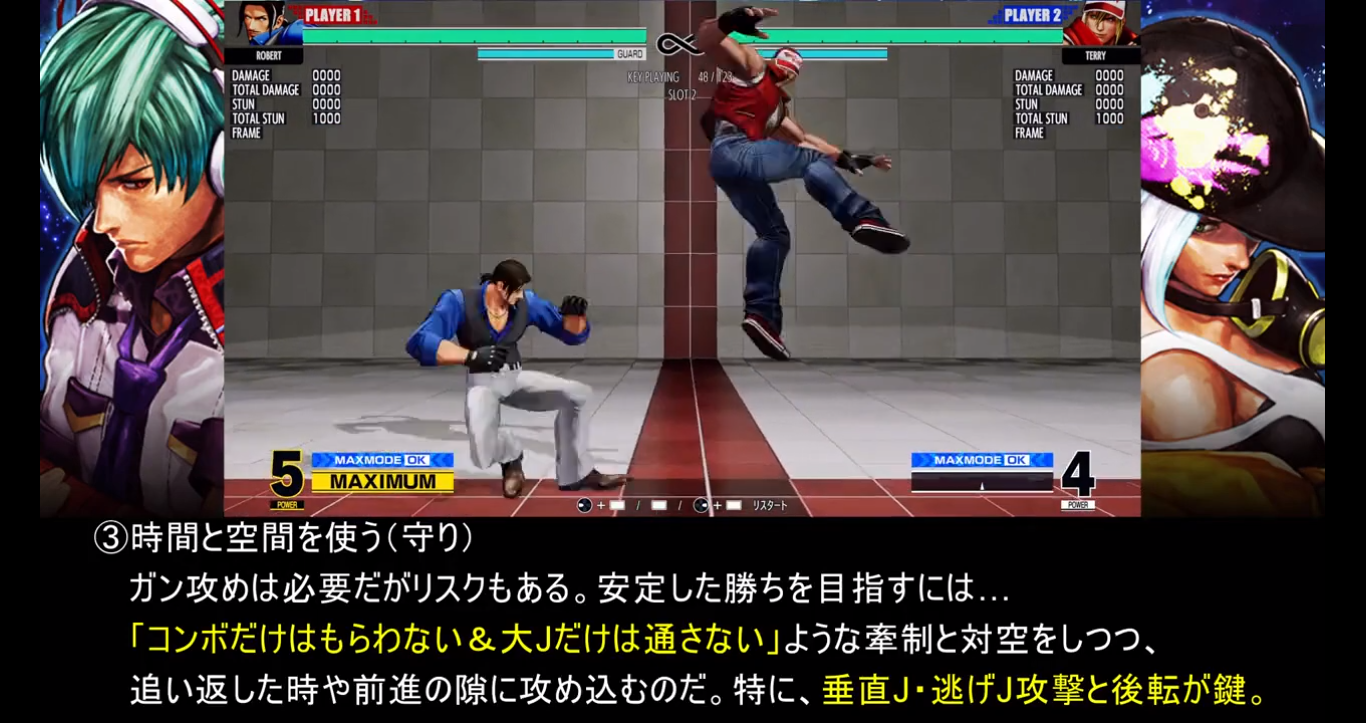 PLAYER 1
PLAYER 2
ROBERT
GUARD
TERRY
KEY PLAYING 48 / 123
SLOT 2
DAMAGE 0000
TOTAL DAMAGE 0000
STUN 0000
TOTAL STUN 1000
FRAME
DAMAGE 0000
TOTAL DAMAGE 0000
STUN 0000
TOTAL STUN 1000
FRAME
5
POWER
MAXMODE OK
MAXIMUM
MAXMODE OK
4
POWER
+ / / + リスタート
③時間と空間を使う(守り)
ガン攻めは必要だがリスクもある。安定した勝ちを目指すには…
「コンボだけはもらわない＆大Jだけは通さない」ような牽制と対空をしつつ、
追い返した時や前進の隙に攻め込むのだ。特に、垂直J・逃げJ攻撃と後転が鍵。